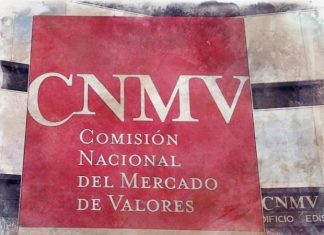 CNMV
COMISIÓN
NACIONAL
DEL MERCADO
DE VALORES
CNMV